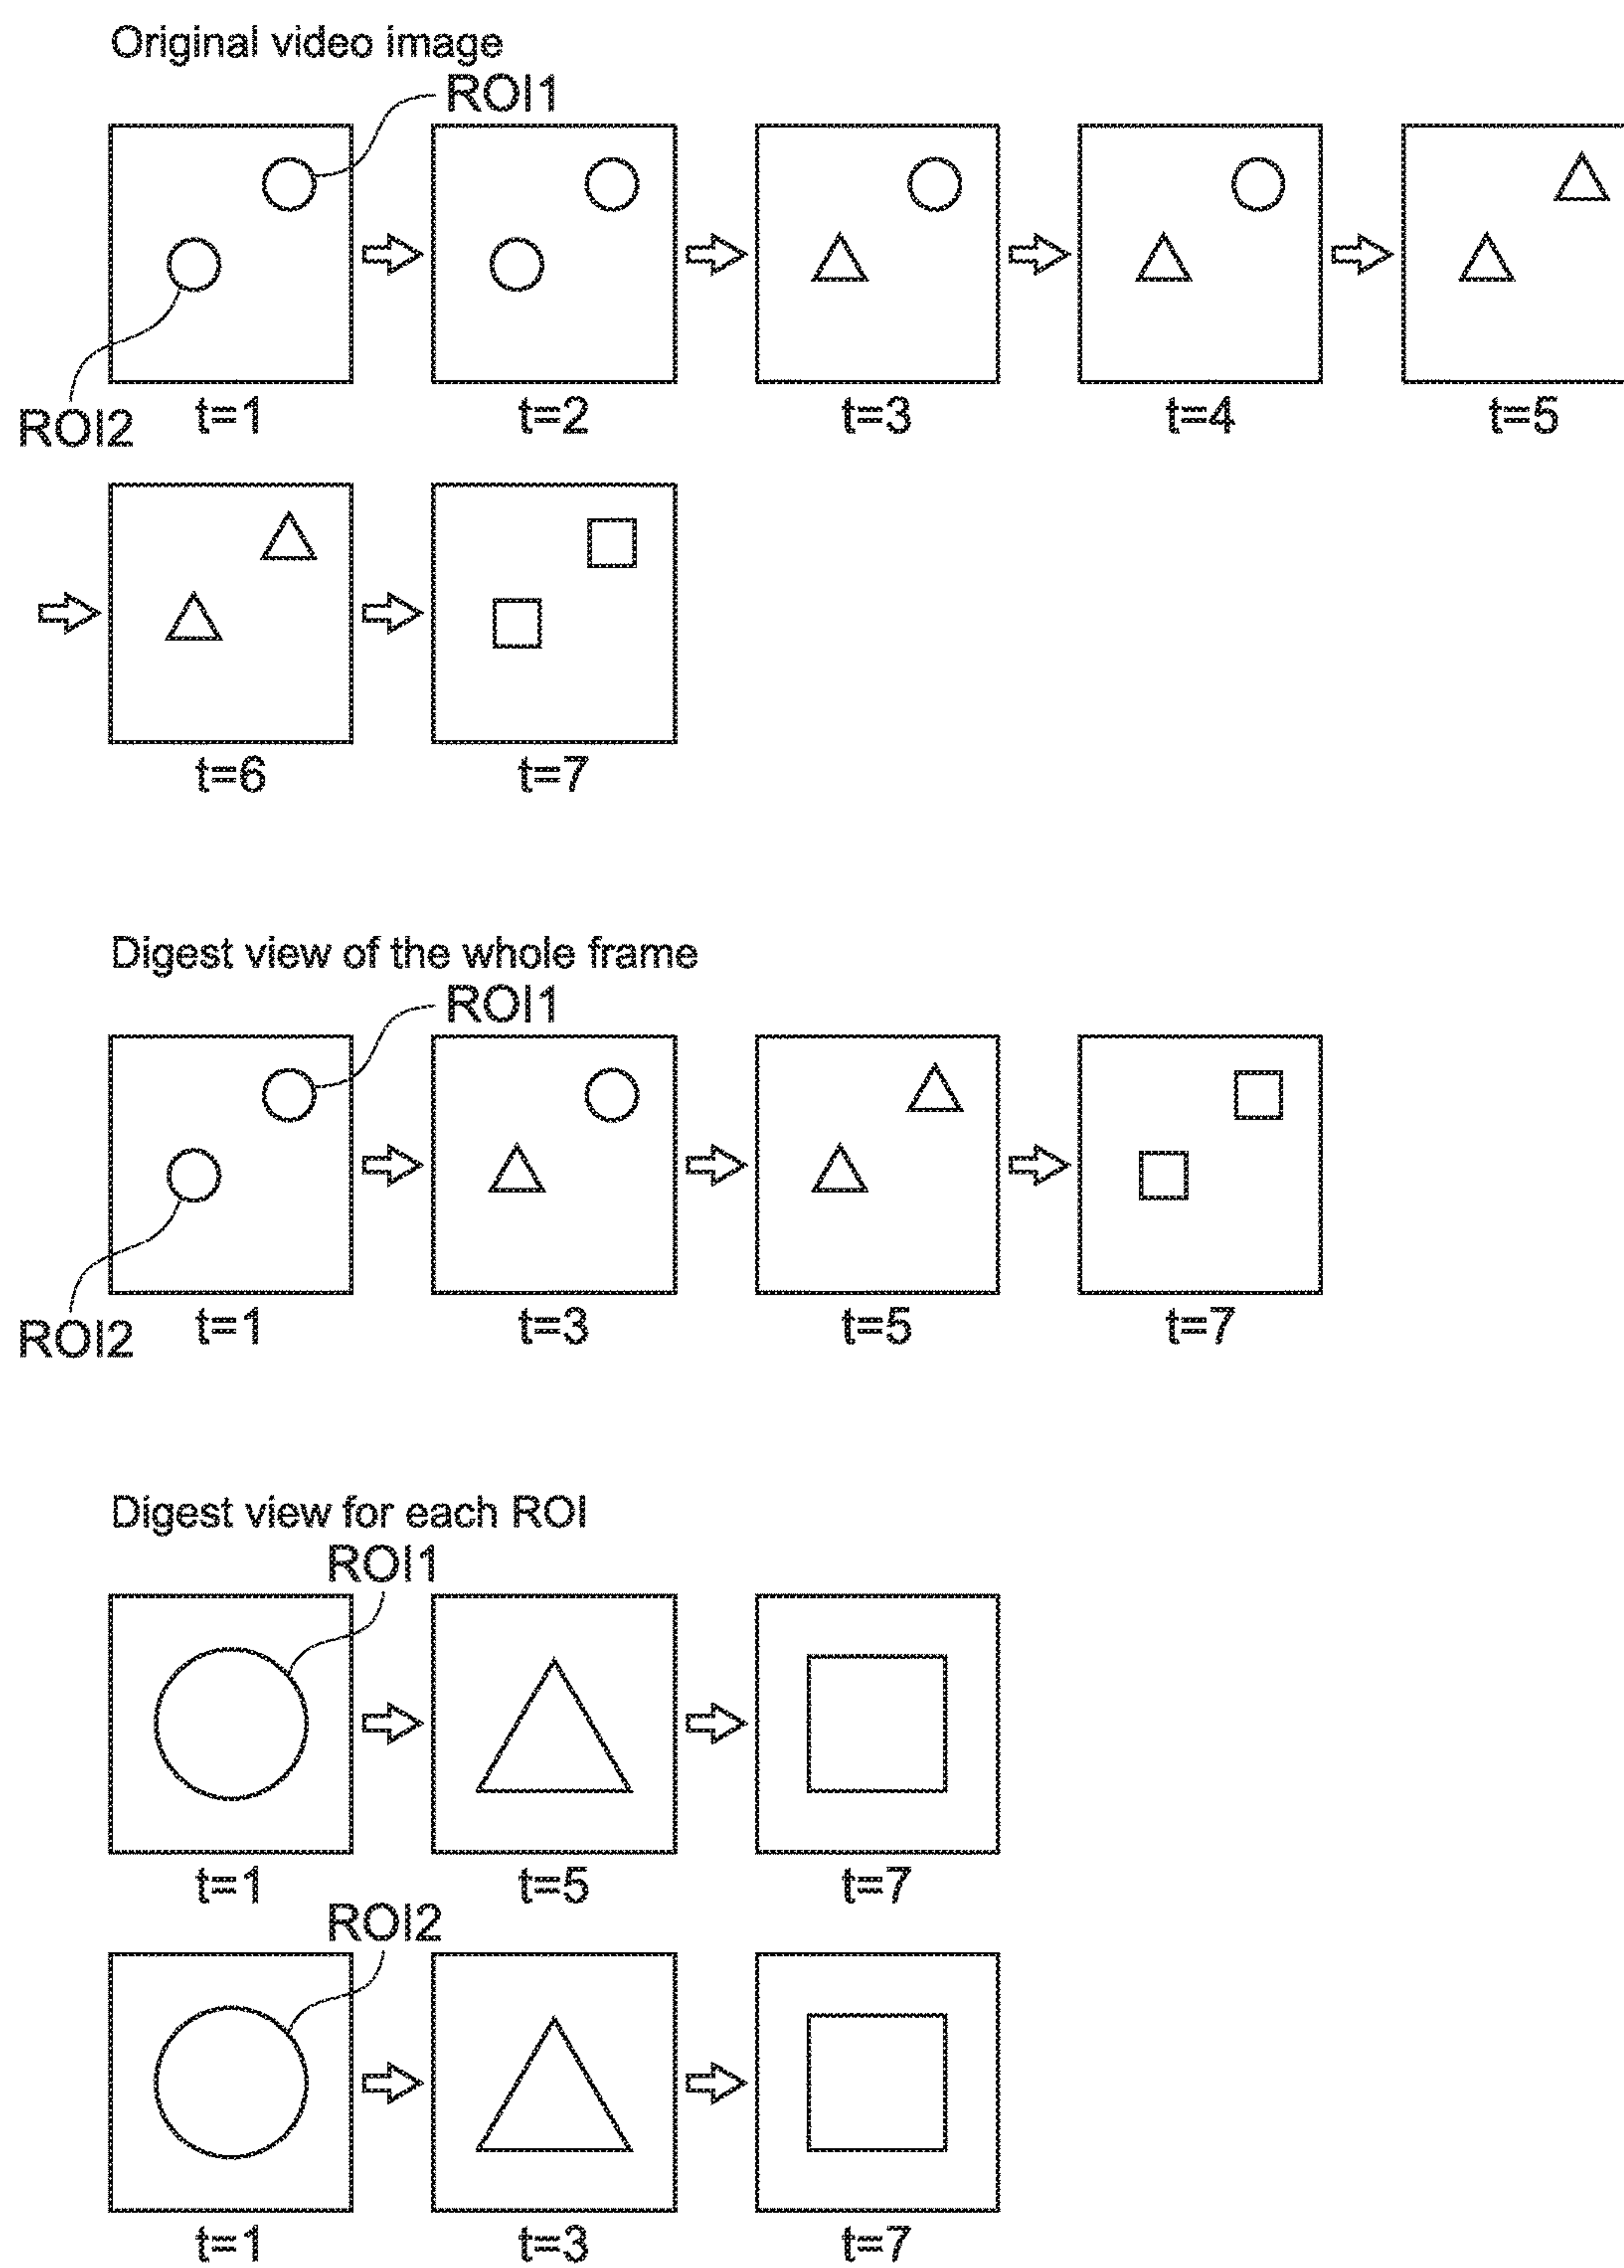 Original video image
ROI1
ROI2
t=1
t=2
t=3
t=4
t=5
t=6
t=7
Digest view of the whole frame
ROI1
ROI2
t=1
t=3
t=5
t=7
Digest view for each ROI
ROI1
t=1
t=5
t=7
ROI2
t=1
t=3
t=7